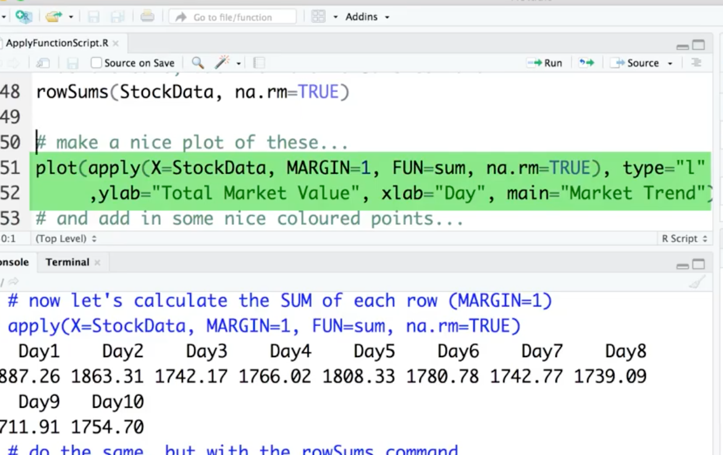 Go to file/function
Addins
ApplyFunctionScript.R
Source on Save
Run
Source
48 rowSums(StockData, na.rm=TRUE)
49
50 # make a nice plot of these...
51 plot(apply(X=StockData, MARGIN=1, FUN=sum, na.rm=TRUE), type="l"
52 ,ylab="Total Market Value", xlab="Day", main="Market Trend")
53 # and add in some nice coloured points...
0:1 (Top Level) R Script
onsole Terminal
/
# now let's calculate the SUM of each row (MARGIN=1)
apply(X=StockData, MARGIN=1, FUN=sum, na.rm=TRUE)
Day1 Day2 Day3 Day4 Day5 Day6 Day7 Day8
887.26 1863.31 1742.17 1766.02 1808.33 1780.78 1742.77 1739.09
Day9 Day10
711.91 1754.70
# do the same, but with the rowSums command